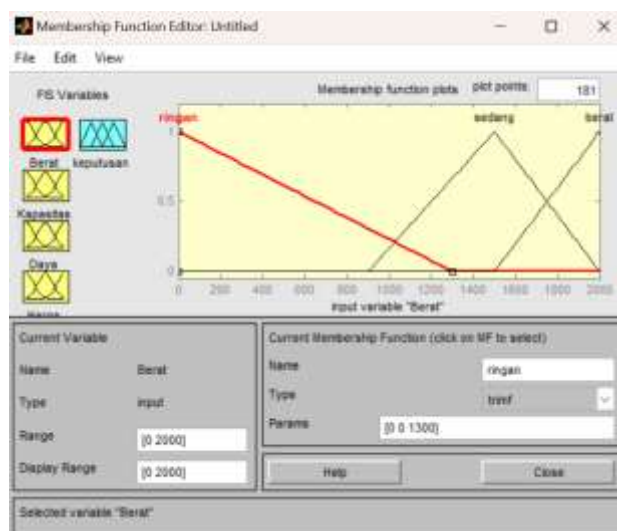 Membership Function Editor: Untitled
File Edit View
FIS Variables
Membership function plots plot points: 181
ringan sedang berat
Berat keputusan
Kapasitas
Daya
Harga
1
0.5
0
0 200 400 600 800 1000 1200 1400 1600 1800 2000
input variable "Berat"
Current Variable
Name Berat
Type input
Range [0 2000]
Display Range [0 2000]
Current Membership Function (click on MF to select)
Name ringan
Type trimf
Params [0 0 1300]
Help Close
Selected variable "Berat"